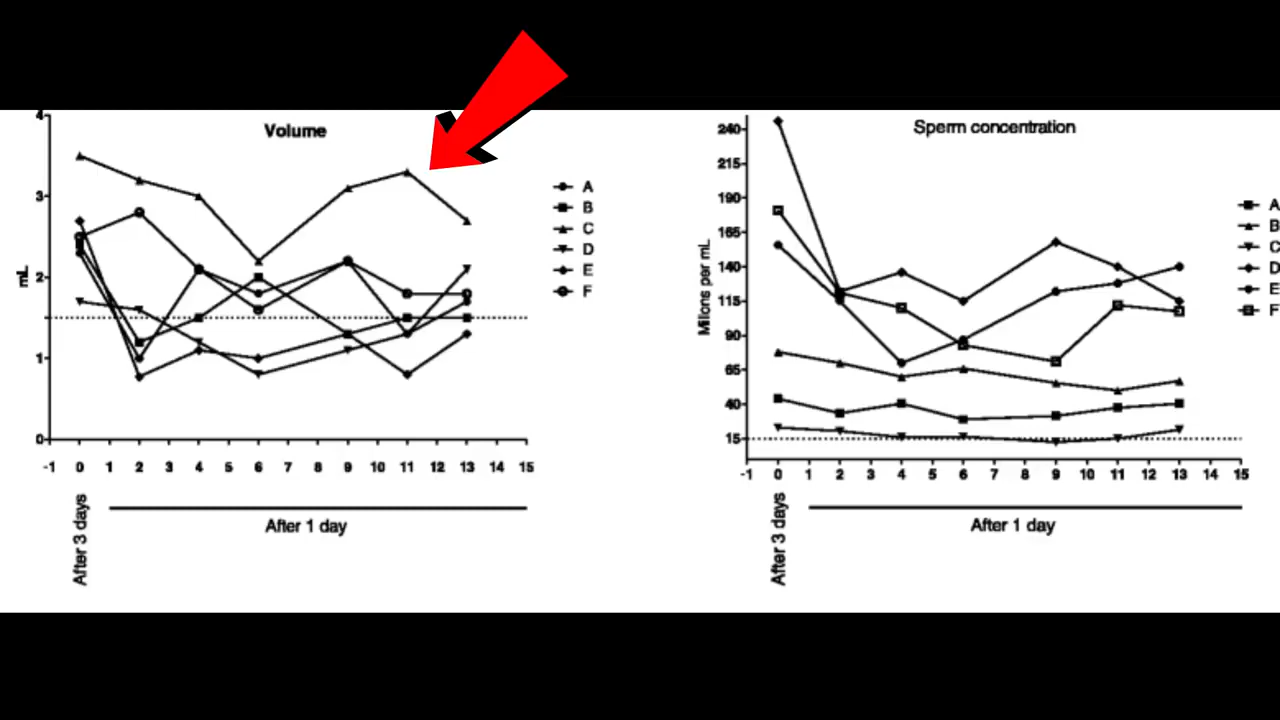 Volume
4
3
2
1
0
mL
-1 0 1 2 3 4 5 6 7 8 9 10 11 12 13 14 15
After 3 days
After 1 day
A
B
C
D
E
F
Sperm concentration
240
215
190
165
140
115
90
65
40
15
Millions per mL
-1 0 1 2 3 4 5 6 7 8 9 10 11 12 13 14 15
After 3 days
After 1 day
A
B
C
D
E
F